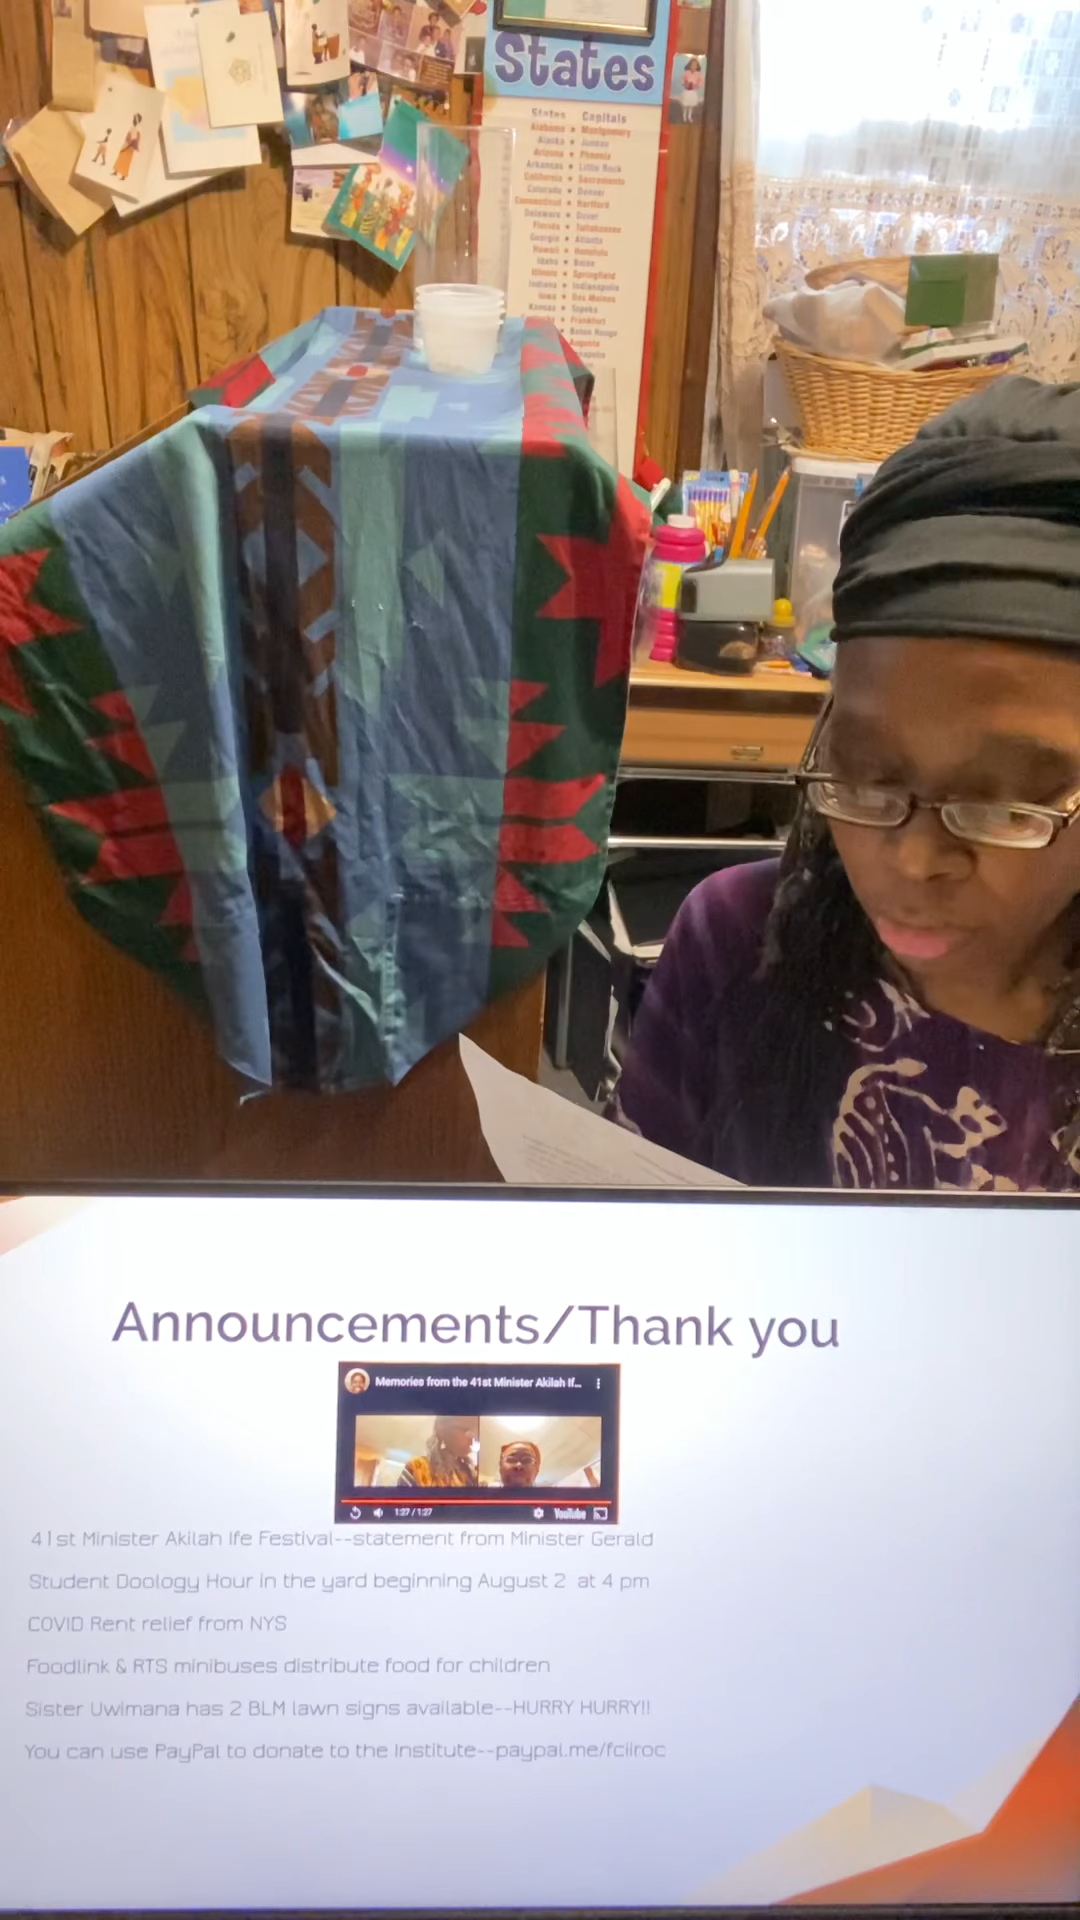 States
States Capitals
Alabama • Montgomery
Alaska • Juneau
Arizona • Phoenix
Arkansas • Little Rock
California • Sacramento
Colorado • Denver
Connecticut • Hartford
Delaware • Dover
Florida • Tallahassee
Georgia • Atlanta
Hawaii • Honolulu
Idaho • Boise
Illinois • Springfield
Indiana • Indianapolis
Iowa • Des Moines
Kansas • Topeka
Frankfort
Baton Rouge
Augusta
Announcements/Thank you
Memories from the 41st Minister Akilah If...
1:27 / 1:27 YouTube
41st Minister Akilah Ife Festival--statement from Minister Gerald
Student Doology Hour in the yard beginning August 2 at 4 pm
COVID Rent relief from NYS
Foodlink & RTS minibuses distribute food for children
Sister Uwimana has 2 BLM lawn signs available--HURRY HURRY!!
You can use PayPal to donate to the Institute--paypal.me/fciiroc